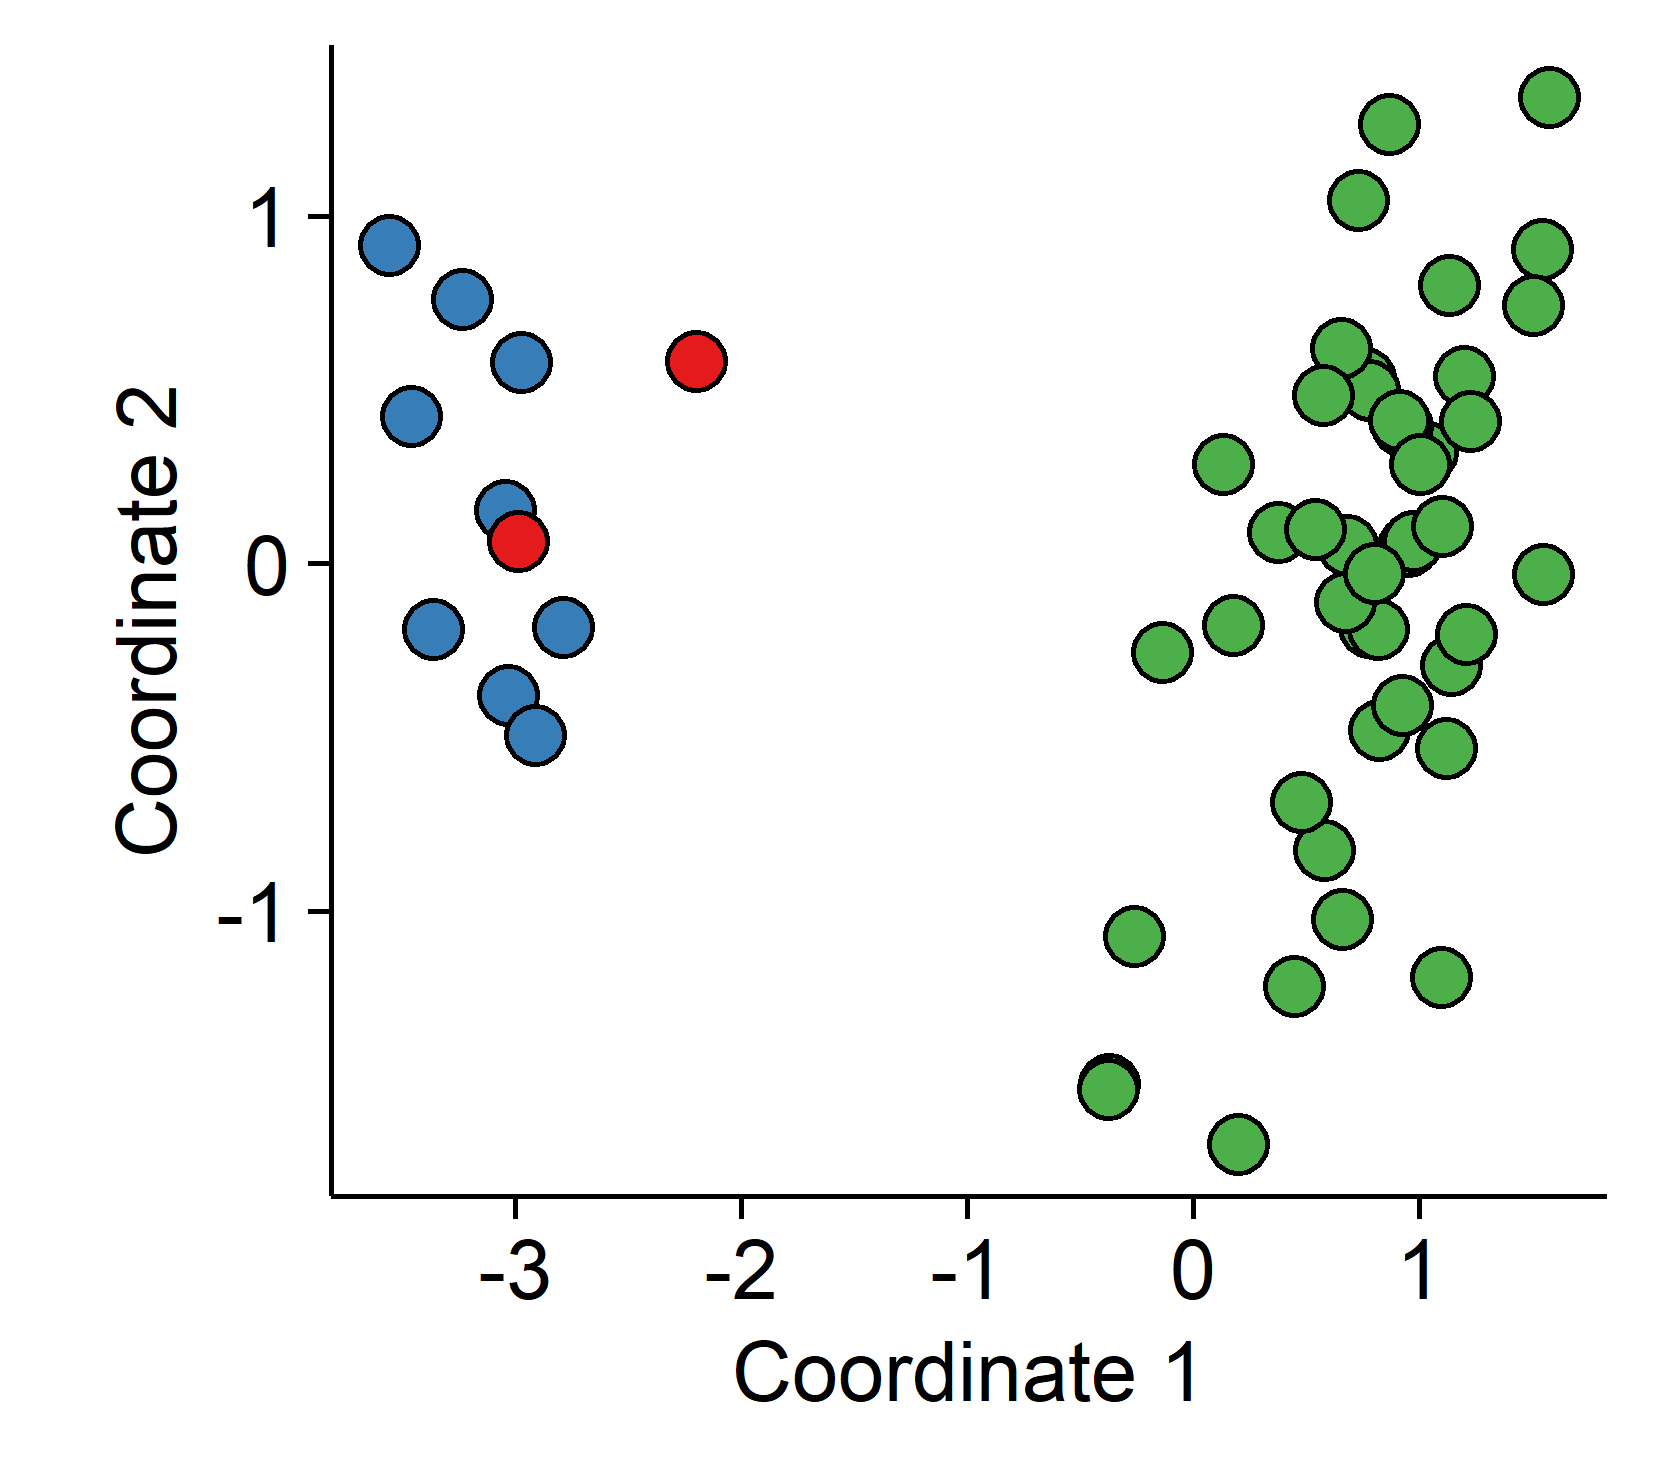 1
0
-1
Coordinate 2
-3 -2 -1 0 1
Coordinate 1